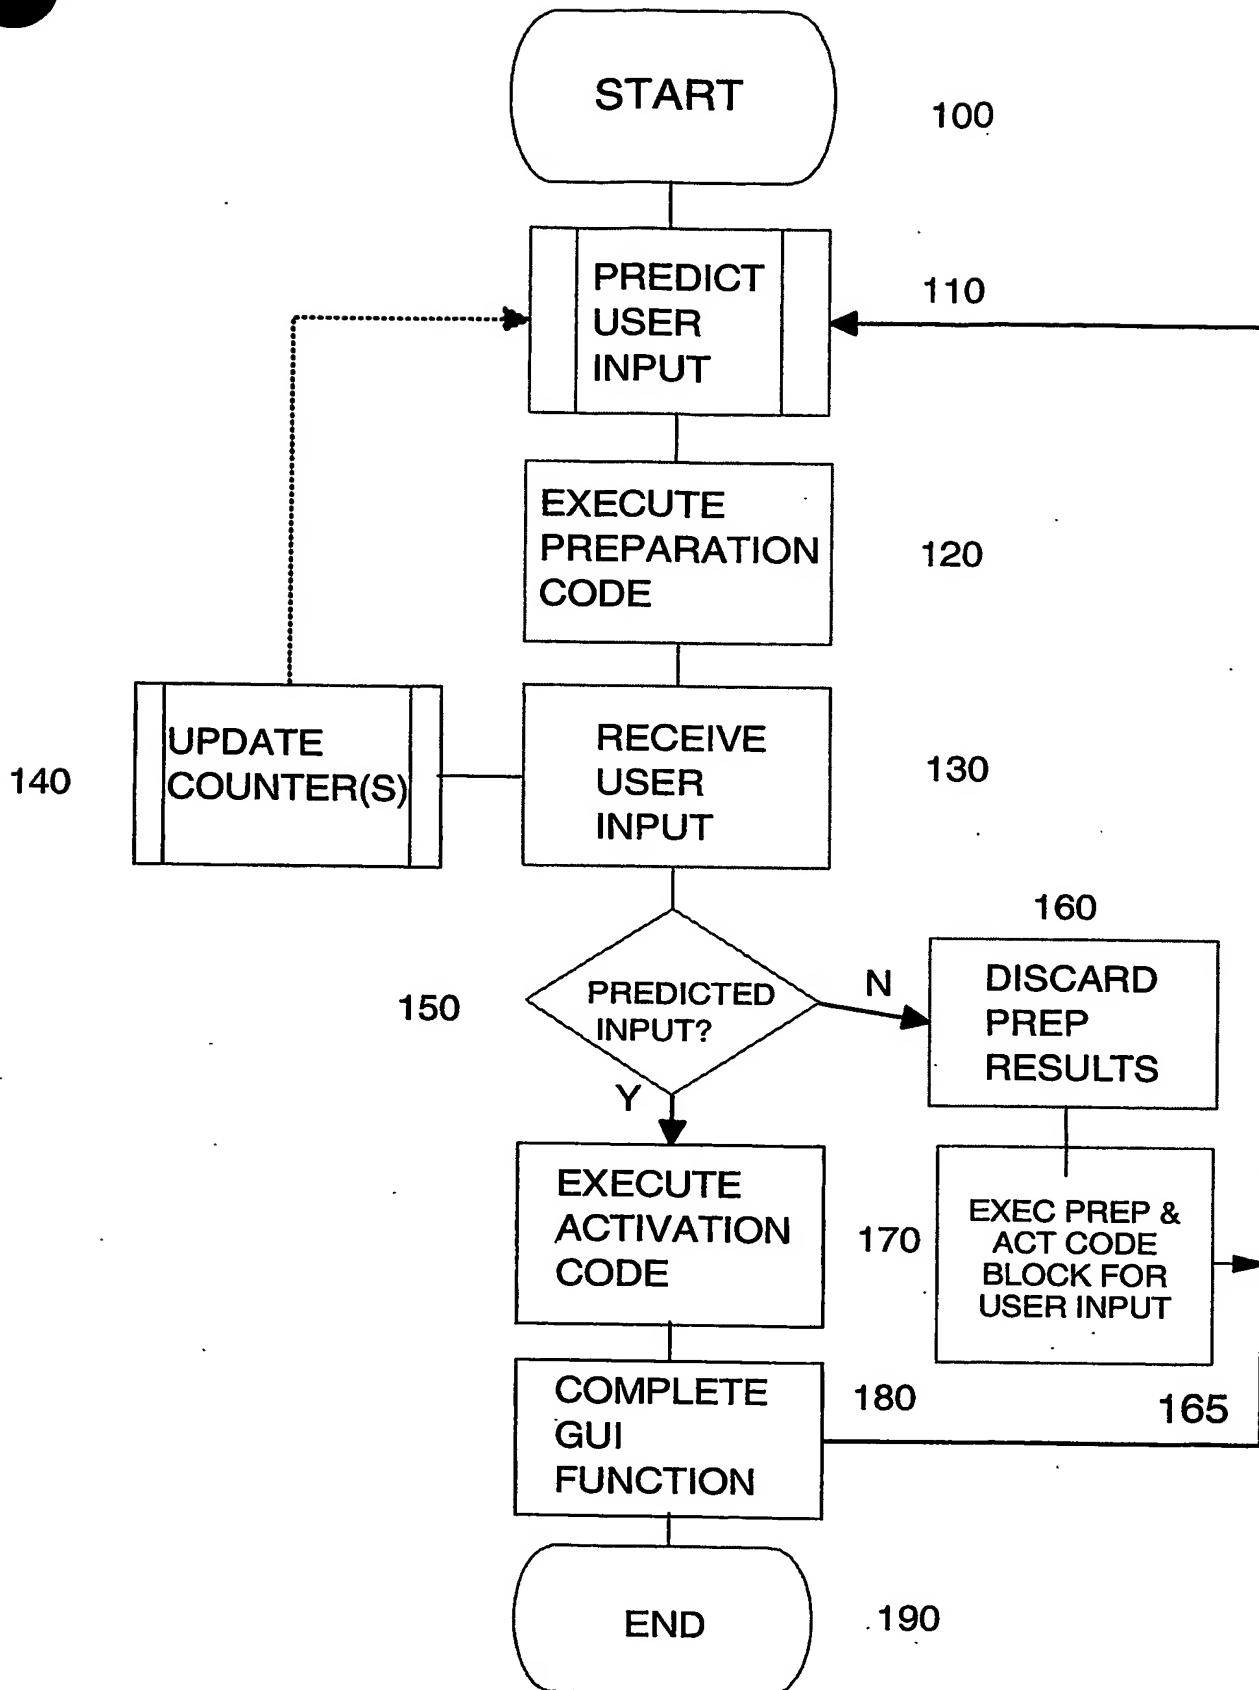 START
100
PREDICT
USER
INPUT
110
EXECUTE
PREPARATION
CODE
120
UPDATE
COUNTER(S)
140
RECEIVE
USER
INPUT
130
PREDICTED
INPUT?
150
N
Y
160
DISCARD
PREP
RESULTS
EXECUTE
ACTIVATION
CODE
170
EXEC PREP &
ACT CODE
BLOCK FOR
USER INPUT
165
COMPLETE
GUI
FUNCTION
180
END
190